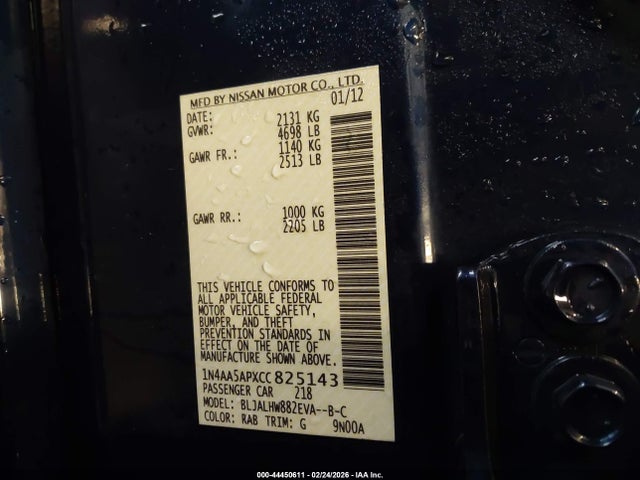 MFD BY NISSAN MOTOR CO., LTD.
DATE: 01/12
GVWR: 2131 KG
4698 LB
GAWR FR.: 1140 KG
2513 LB
GAWR RR.: 1000 KG
2205 LB
THIS VEHICLE CONFORMS TO
ALL APPLICABLE FEDERAL
MOTOR VEHICLE SAFETY,
BUMPER, AND THEFT
PREVENTION STANDARDS IN
EFFECT ON THE DATE OF
MANUFACTURE SHOWN ABOVE.
1N4AA5APXCC825143
PASSENGER CAR 218
MODEL: BLJALHW882EVA--B-C
COLOR: RAB TRIM: G 9N00A
000-44450611 - 02/24/2026 - © IAA Inc.